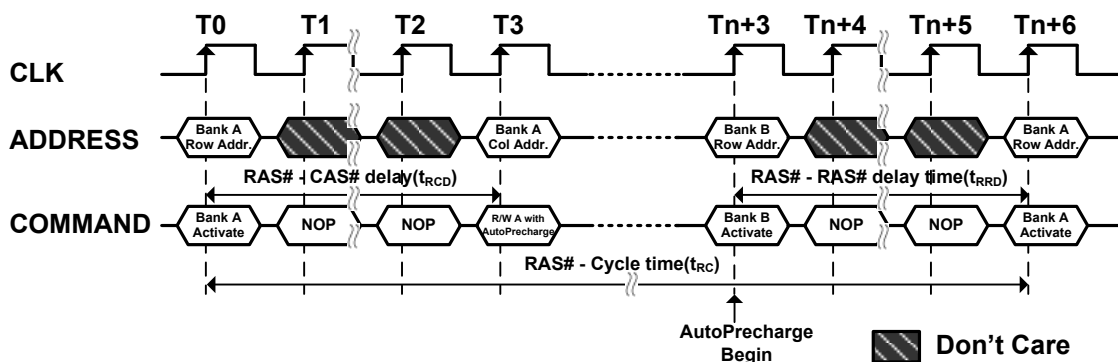 T0 T1 T2 T3 Tn+3 Tn+4 Tn+5 Tn+6
CLK
ADDRESS
Bank A
Row Addr.
Bank A
Col Addr.
Bank B
Row Addr.
Bank A
Row Addr.
RAS# - CAS# delay(tRCD)
RAS# - RAS# delay time(tRRD)
COMMAND
Bank A
Activate
NOP
NOP
R/W A with
AutoPrecharge
Bank B
Activate
NOP
NOP
Bank A
Activate
RAS# - Cycle time(tRC)
AutoPrecharge
Begin
Don't Care